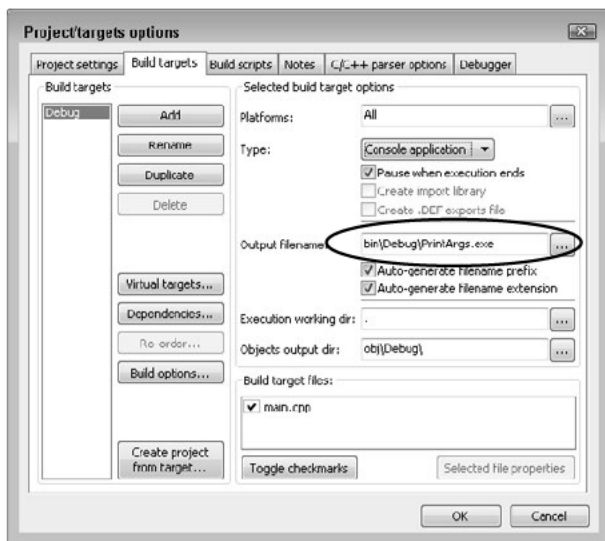 Project/targets options
Project settings
Build targets
Build scripts
Notes
C/C++ parser options
Debugger
Build targets
Debug
Add
Rename
Duplicate
Delete
Virtual targets...
Dependencies...
Re-order...
Build options...
Create project
from target...
Selected build target options
Platforms:
All
...
Type:
Console application
Pause when execution ends
Create import library
Create .DEF exports file
Output filename:
bin\Debug\PrintArgs.exe
...
Auto-generate filename prefix
Auto-generate filename extension
Execution working dir:
.
...
Objects output dir:
obj\Debug\
...
Build target files:
main.cpp
Toggle checkmarks
Selected file properties
OK
Cancel